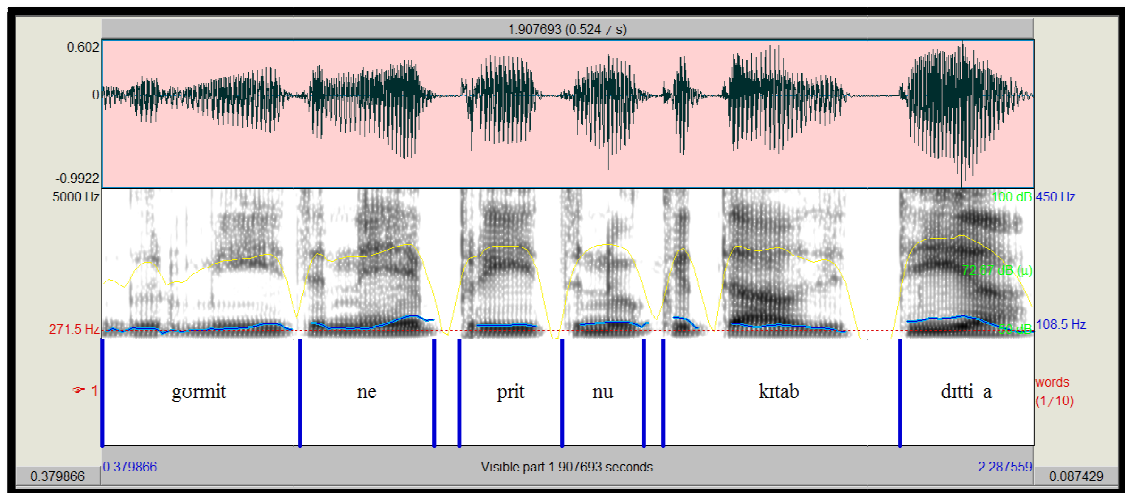 1.907693 (0.524 / s)
0.602
0
-0.9922
5000 Hz
100 dB
450 Hz
dB (µ)
271.5 Hz
dB
108.5 Hz
1
gʊrmit
ne
prit
nu
kɪtab
dɪtti a
words
(1/10)
0.379866
0.379866
Visible part 1.907693 seconds
2.287559
0.087429